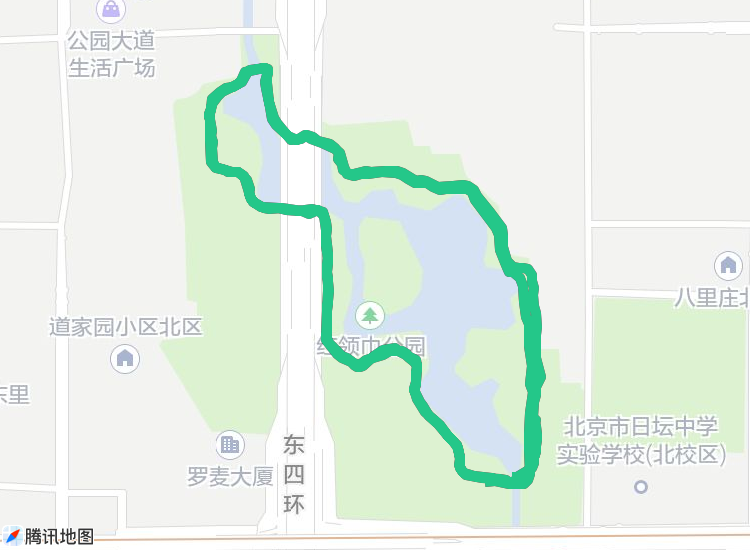 公园大道
生活广场
道家园小区北区
红领巾公园
八里庄北
东里
北京市日坛中学
实验学校(北校区)
罗麦大厦
东
四
环
腾讯地图